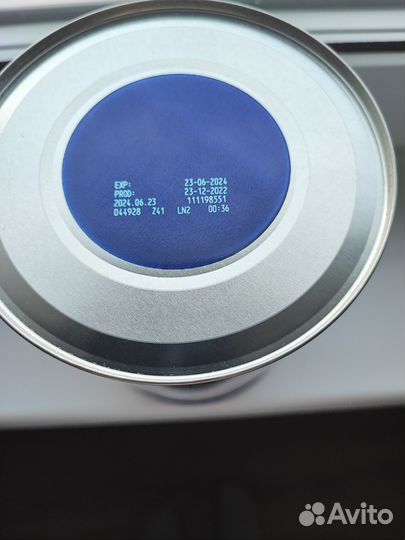 EXP: 23-06-2024
PROD: 23-12-2022
2024.06.23 111198551
044928 Z41 LN2 00:36
Avito